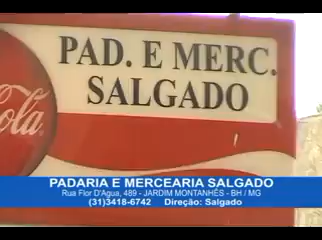 PAD. E MERC.
SALGADO
Cola
PADARIA E MERCEARIA SALGADO
Rua Flor D'Agua, 489 - JARDIM MONTANHÊS - BH / MG
(31)3418-6742 Direção: Salgado